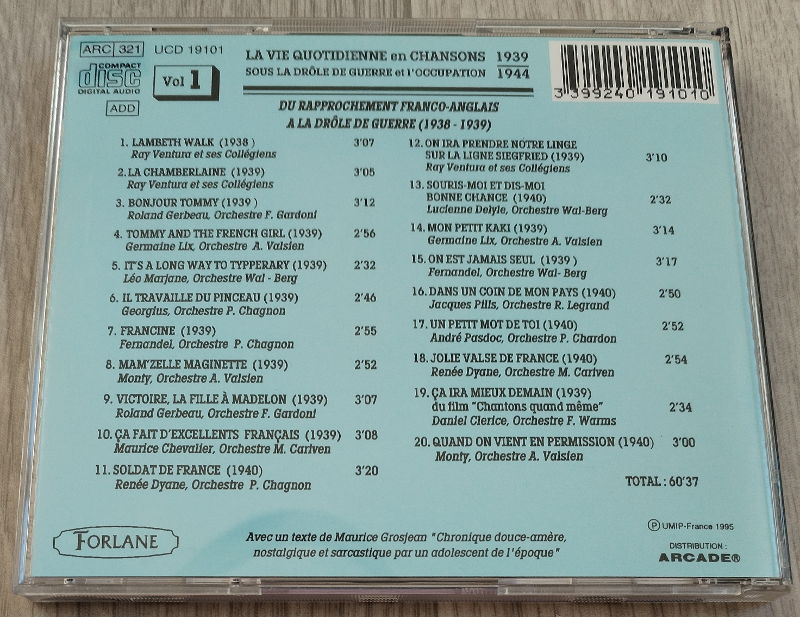 ARC 321 UCD 19101
COMPACT
disc
DIGITAL AUDIO
Vol 1
ADD
LA VIE QUOTIDIENNE en CHANSONS 1939
SOUS LA DRÔLE DE GUERRE et l'OCCUPATION 1944
3 399240 191010
DU RAPPROCHEMENT FRANCO-ANGLAIS
A LA DRÔLE DE GUERRE (1938 - 1939)
1. LAMBETH WALK (1938 ) 3'07
Ray Ventura et ses Collégiens
2. LA CHAMBERLAINE (1939) 3'05
Ray Ventura et ses Collégiens
3. BONJOUR TOMMY (1939 ) 3'12
Roland Gerbeau, Orchestre F. Gardoni
4. TOMMY AND THE FRENCH GIRL (1939) 2'56
Germaine Lix, Orchestre A. Valsien
5. IT'S A LONG WAY TO TYPPERARY (1939) 2'32
Léo Marjane, Orchestre Wal - Berg
6. IL TRAVAILLE DU PINCEAU (1939) 2'46
Georgius, Orchestre P. Chagnon
7. FRANCINE (1939) 2'55
Fernandel, Orchestre P. Chagnon
8. MAM'ZELLE MAGINETTE (1939) 2'52
Monty, Orchestre A. Valsien
9. VICTOIRE, LA FILLE À MADELON (1939) 3'07
Roland Gerbeau, Orchestre F. Gardoni
10. ÇA FAIT D'EXCELLENTS FRANÇAIS (1939) 3'08
Maurice Chevalier, Orchestre M. Cariven
11. SOLDAT DE FRANCE (1940) 3'20
Renée Dyane, Orchestre P. Chagnon
12. ON IRA PRENDRE NOTRE LINGE
SUR LA LIGNE SIEGFRIED (1939) 3'10
Ray Ventura et ses Collégiens
13. SOURIS-MOI ET DIS-MOI
BONNE CHANCE (1940) 2'32
Lucienne Delyle, Orchestre Wal-Berg
14. MON PETIT KAKI (1939) 3'14
Germaine Lix, Orchestre A. Valsien
15. ON EST JAMAIS SEUL (1939 ) 3'17
Fernandel, Orchestre Wal- Berg
16. DANS UN COIN DE MON PAYS (1940) 2'50
Jacques Pills, Orchestre R. Legrand
17. UN PETIT MOT DE TOI (1940) 2'52
André Pasdoc, Orchestre P. Chardon
18. JOLIE VALSE DE FRANCE (1940) 2'54
Renée Dyane, Orchestre M. Cariven
19. ÇA IRA MIEUX DEMAIN (1939)
du film "Chantons quand même" 2'34
Daniel Clerice, Orchestre F. Warms
20. QUAND ON VIENT EN PERMISSION (1940) 3'00
Monty, Orchestre A. Valsien
TOTAL : 60'37
FORLANE
Avec un texte de Maurice Grosjean "Chronique douce-amère,
nostalgique et sarcastique par un adolescent de l'époque"
Ⓟ UMIP-France 1995
DISTRIBUTION :
ARCADE®